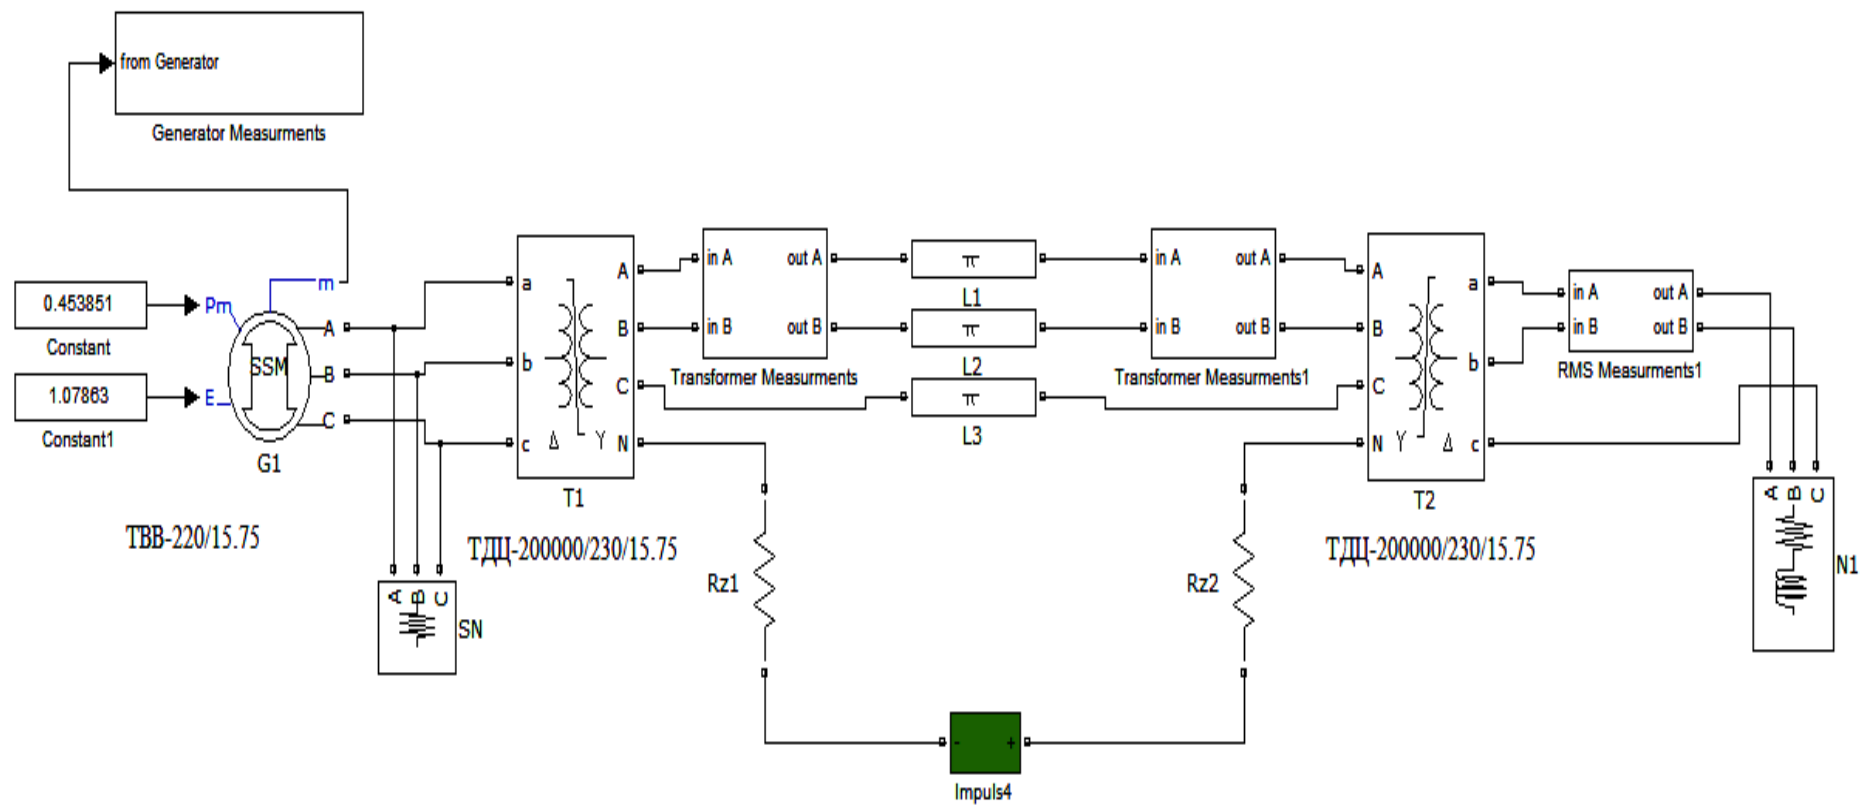 from Generator
Generator Measurments
0.453851
Constant
1.07863
Constant1
Pm
E
m
SSM
A
B
C
G1
ТВВ-220/15.75
A B C
SN
a
b
c
A
B
C
N
Δ Y
T1
ТДЦ-200000/230/15.75
in A out A
in B out B
Transformer Measurments
π
L1
π
L2
π
L3
in A out A
in B out B
Transformer Measurments1
A
B
C
N
Y Δ
a
b
c
T2
ТДЦ-200000/230/15.75
in A out A
in B out B
RMS Measurments1
A B C
N1
Rz1
Rz2
- +
Impuls4